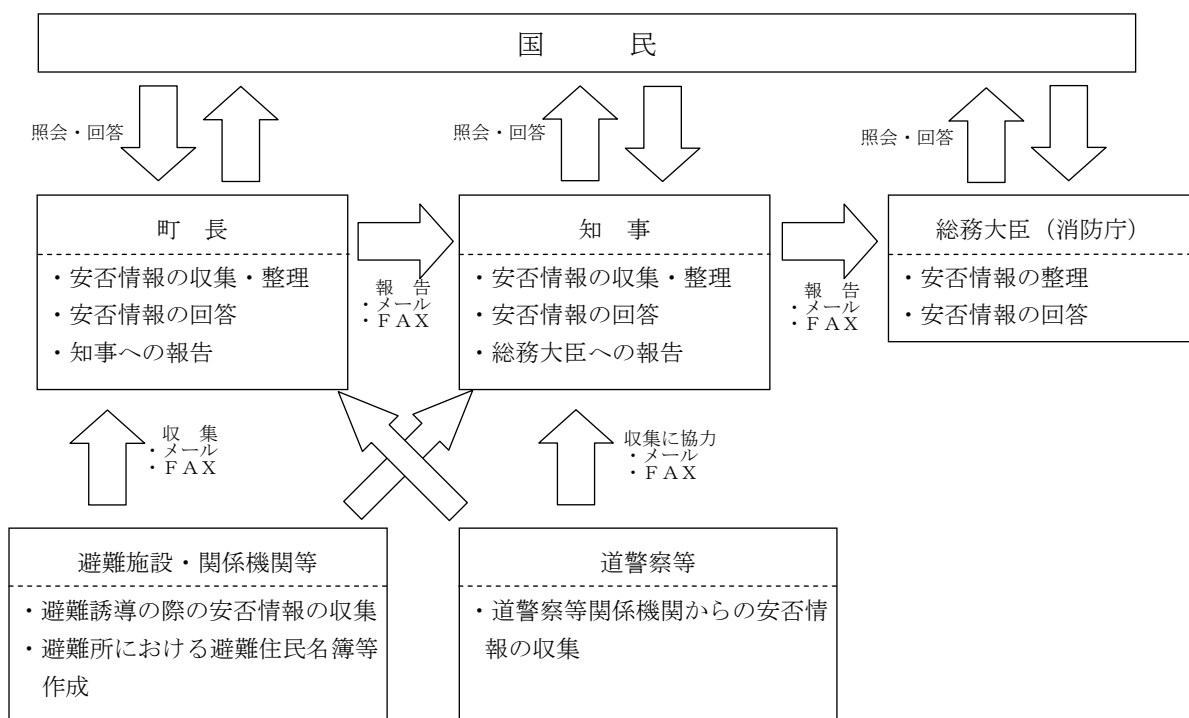 国　　民
照会・回答
照会・回答
照会・回答
町　長
・安否情報の収集・整理
・安否情報の回答
・知事への報告
報　告
・メール
・ＦＡＸ
知　事
・安否情報の収集・整理
・安否情報の回答
・総務大臣への報告
報　告
・メール
・ＦＡＸ
総務大臣（消防庁）
・安否情報の整理
・安否情報の回答
収　集
・メール
・ＦＡＸ
収集に協力
・メール
・ＦＡＸ
避難施設・関係機関等
・避難誘導の際の安否情報の収集
・避難所における避難住民名簿等
作成
道警察等
・道警察等関係機関からの安否情
報の収集